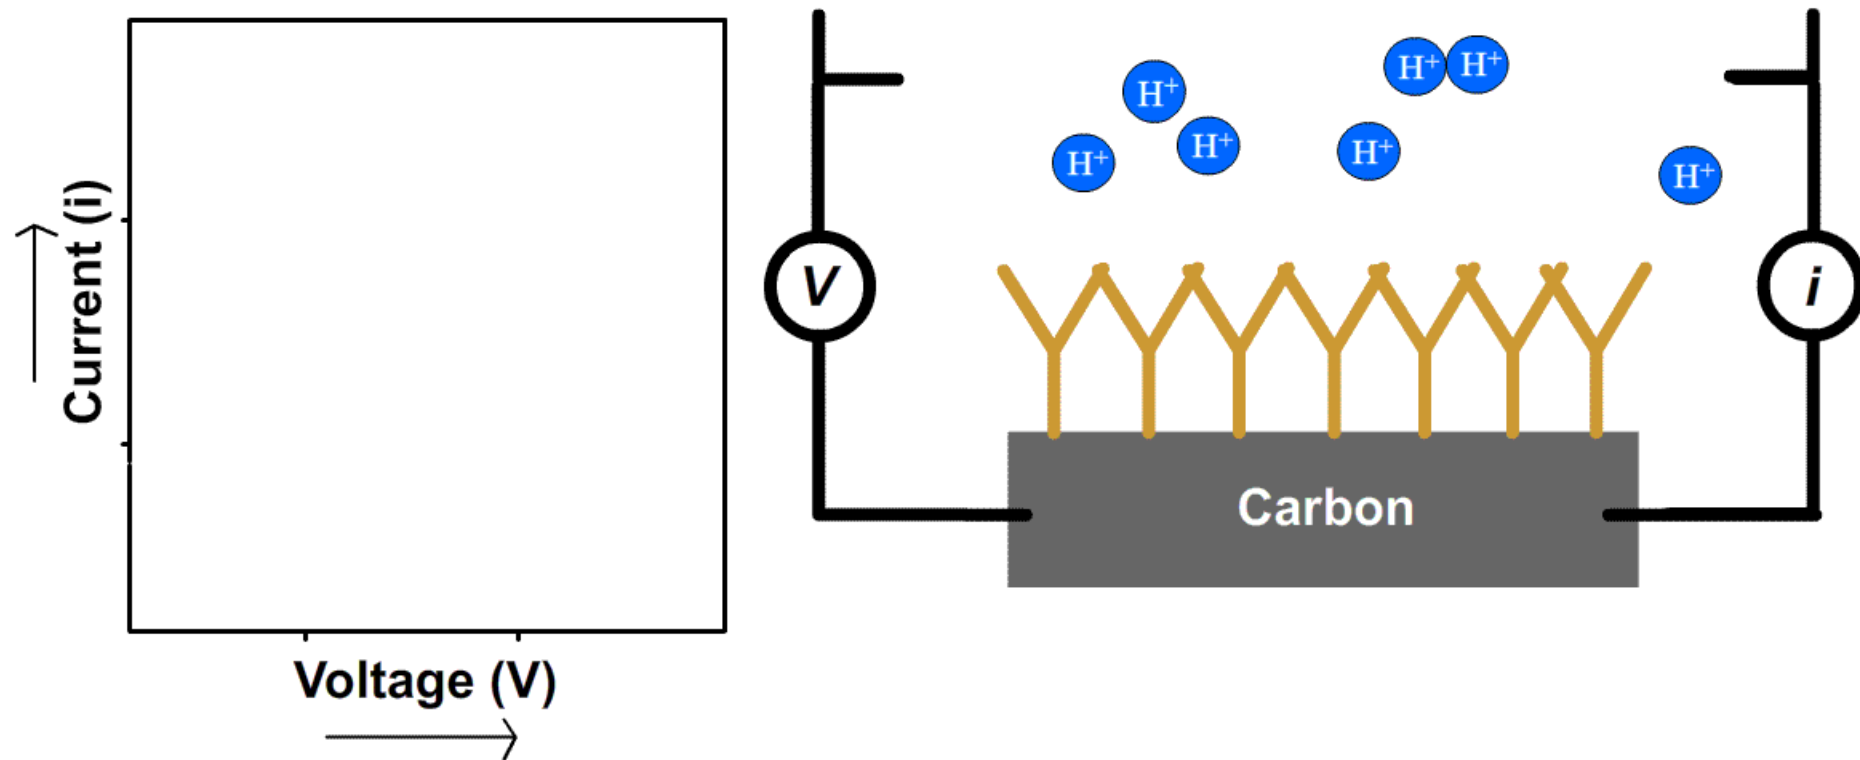 Current (i)
Voltage (V)
V
H⁺
H⁺
H⁺
H⁺
H⁺
H⁺
H⁺
i
Carbon